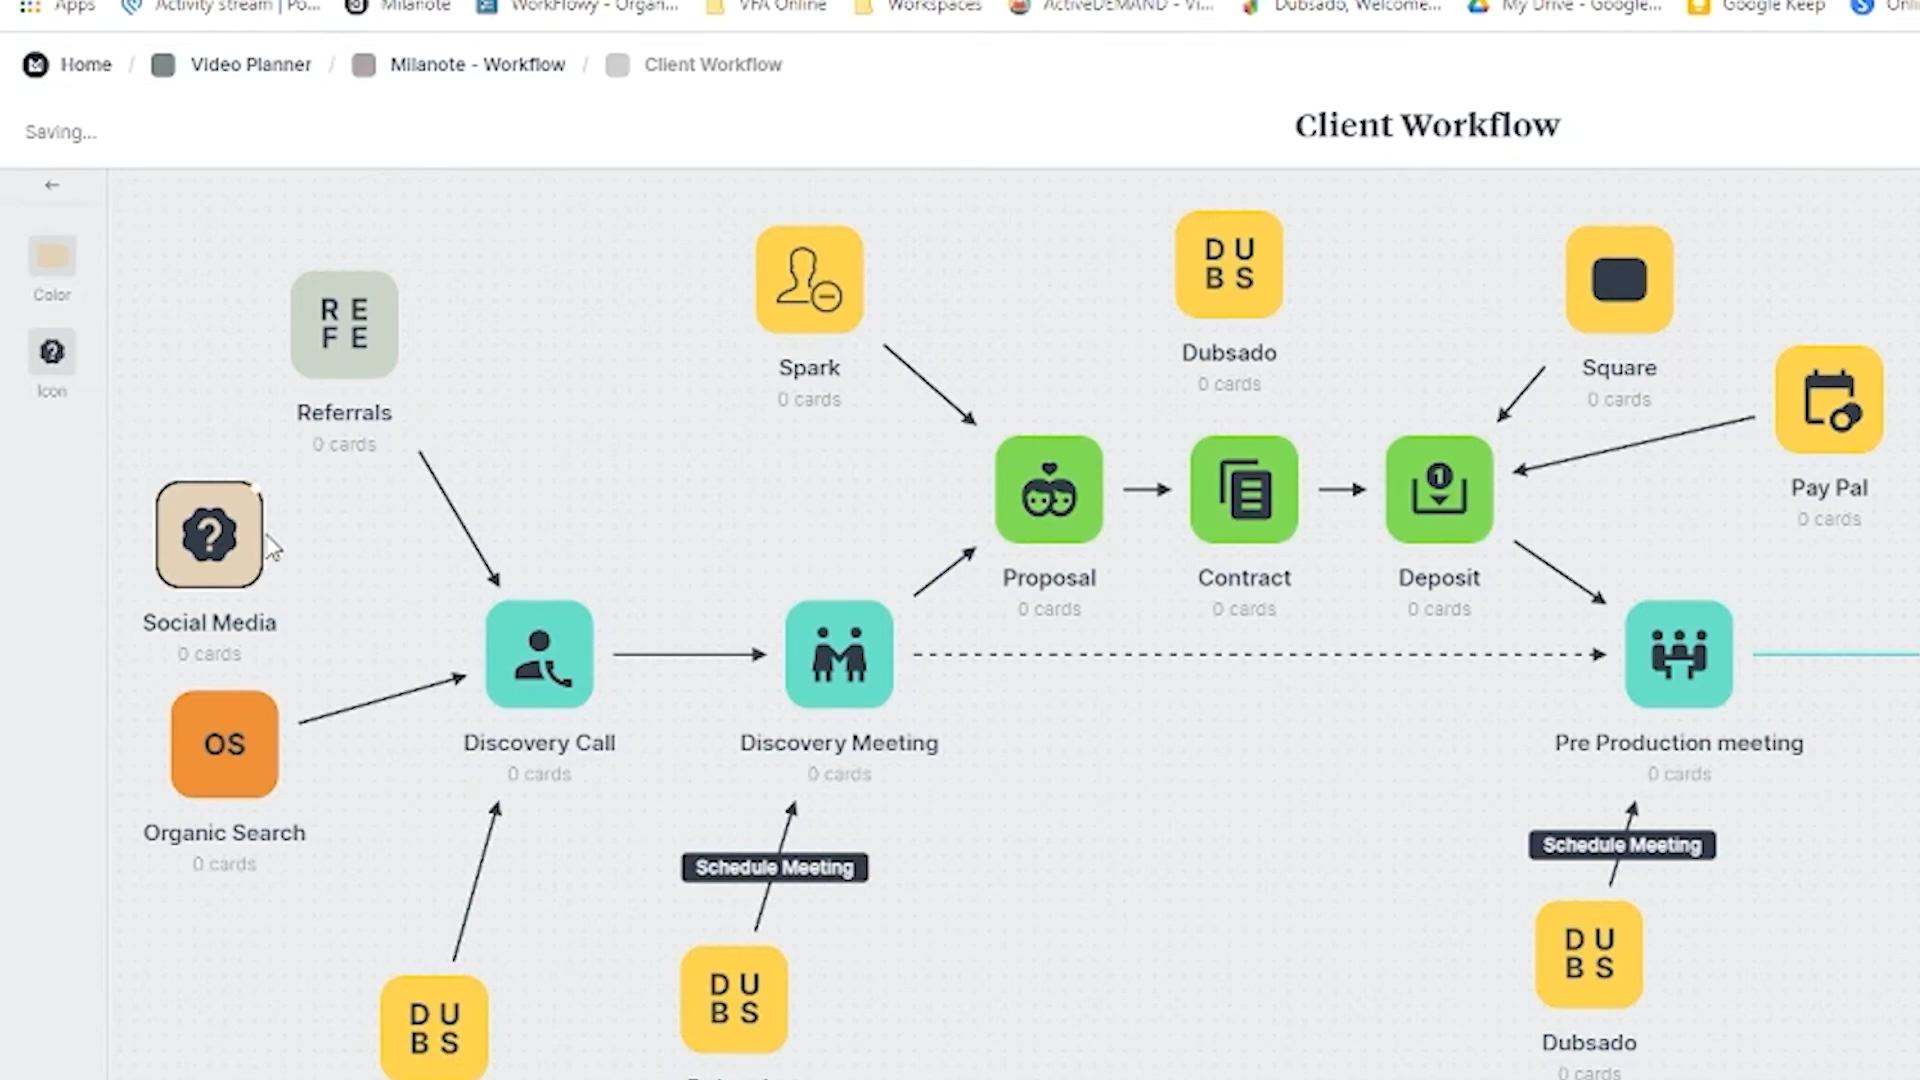 Apps
Activity stream | Po...
Milanote
WorkFlowy - Organ...
VFA Online
Workspaces
ActiveDEMAND - Vi...
Dubsado, Welcome...
My Drive - Google...
Google Keep
Home / Video Planner / Milanote - Workflow / Client Workflow
Saving...
Client Workflow
Color
Icon
R E
F E
Referrals
0 cards
Spark
0 cards
D U
B S
Dubsado
0 cards
Square
0 cards
Pay Pal
0 cards
Social Media
0 cards
Proposal
0 cards
Contract
0 cards
1
Deposit
0 cards
OS
Organic Search
0 cards
Discovery Call
0 cards
Discovery Meeting
0 cards
Pre Production meeting
0 cards
Schedule Meeting
Schedule Meeting
D U
B S
D U
B S
D U
B S
Dubsado
0 cards